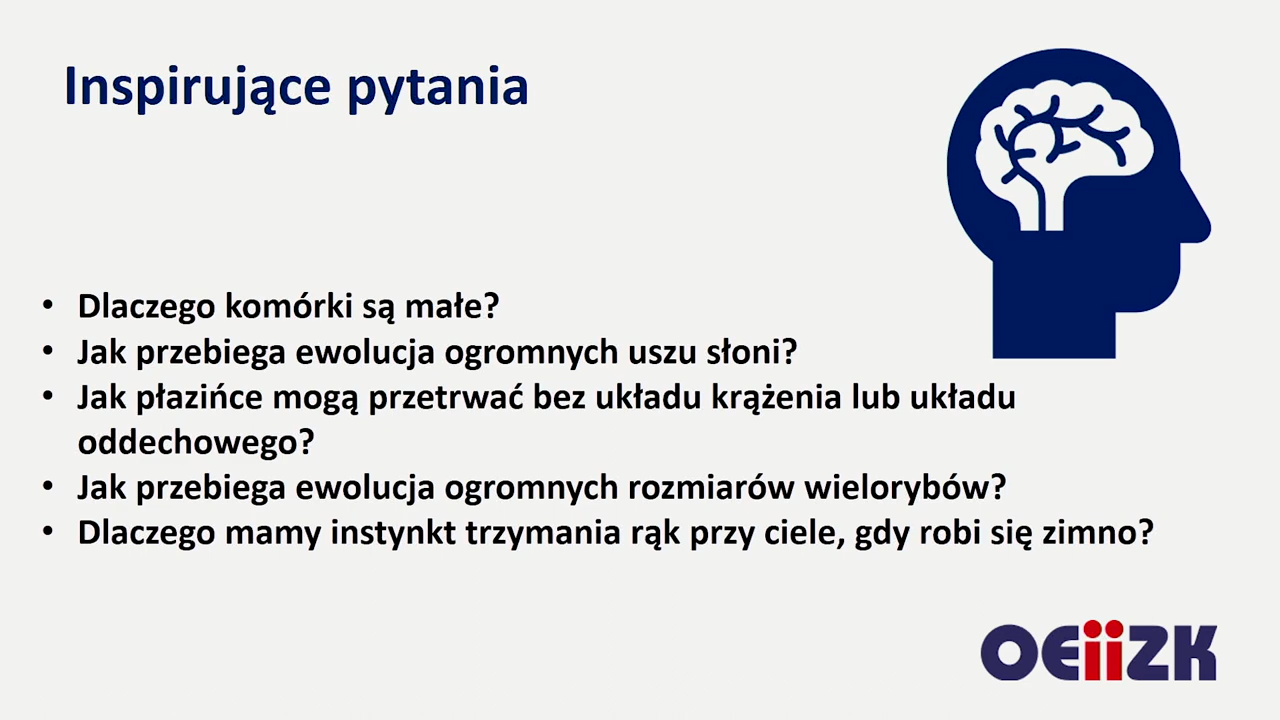 Inspirujące pytania
• Dlaczego komórki są małe?
• Jak przebiega ewolucja ogromnych uszu słoni?
• Jak płazińce mogą przetrwać bez układu krążenia lub układu
oddechowego?
• Jak przebiega ewolucja ogromnych rozmiarów wielorybów?
• Dlaczego mamy instynkt trzymania rąk przy ciele, gdy robi się zimno?
OEiiZK